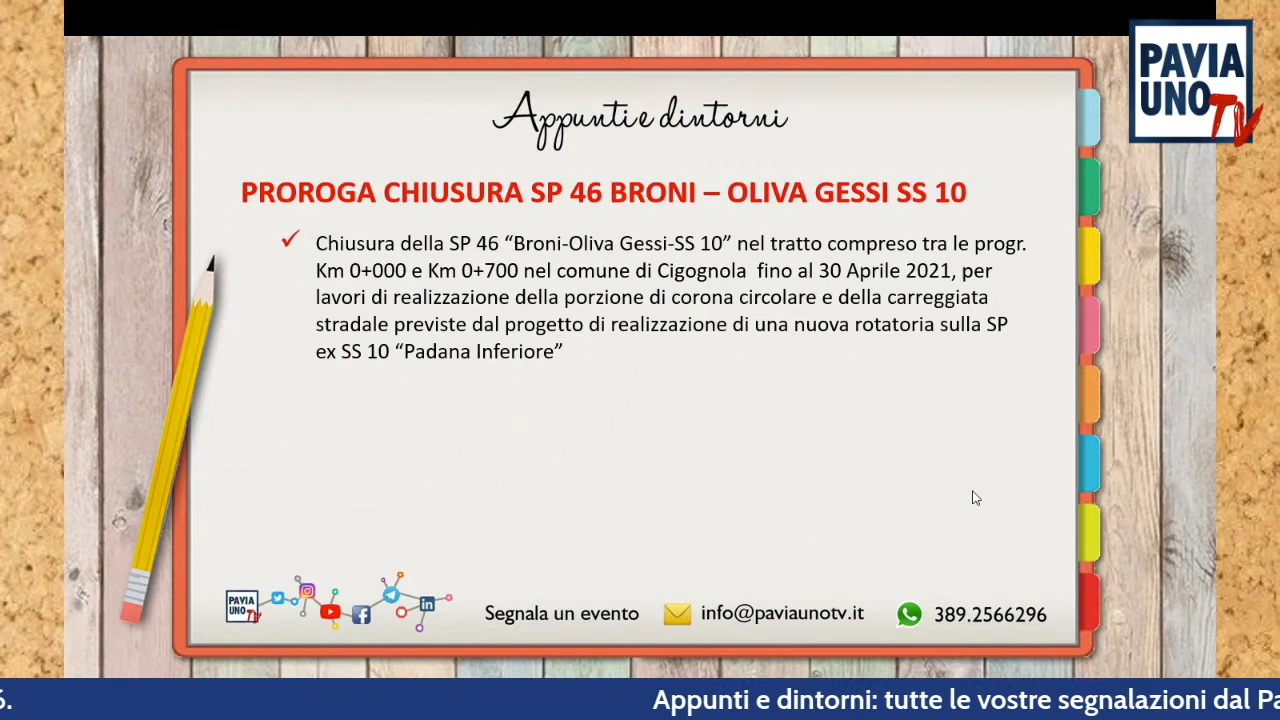 PAVIA
UNO TV
Appunti e dintorni
PROROGA CHIUSURA SP 46 BRONI – OLIVA GESSI SS 10
Chiusura della SP 46 “Broni-Oliva Gessi-SS 10” nel tratto compreso tra le progr.
Km 0+000 e Km 0+700 nel comune di Cigognola fino al 30 Aprile 2021, per
lavori di realizzazione della porzione di corona circolare e della carreggiata
stradale previste dal progetto di realizzazione di una nuova rotatoria sulla SP
ex SS 10 “Padana Inferiore”
PAVIA
UNO TV
Segnala un evento info@paviaunotv.it 389.2566296
Appunti e dintorni: tutte le vostre segnalazioni dal